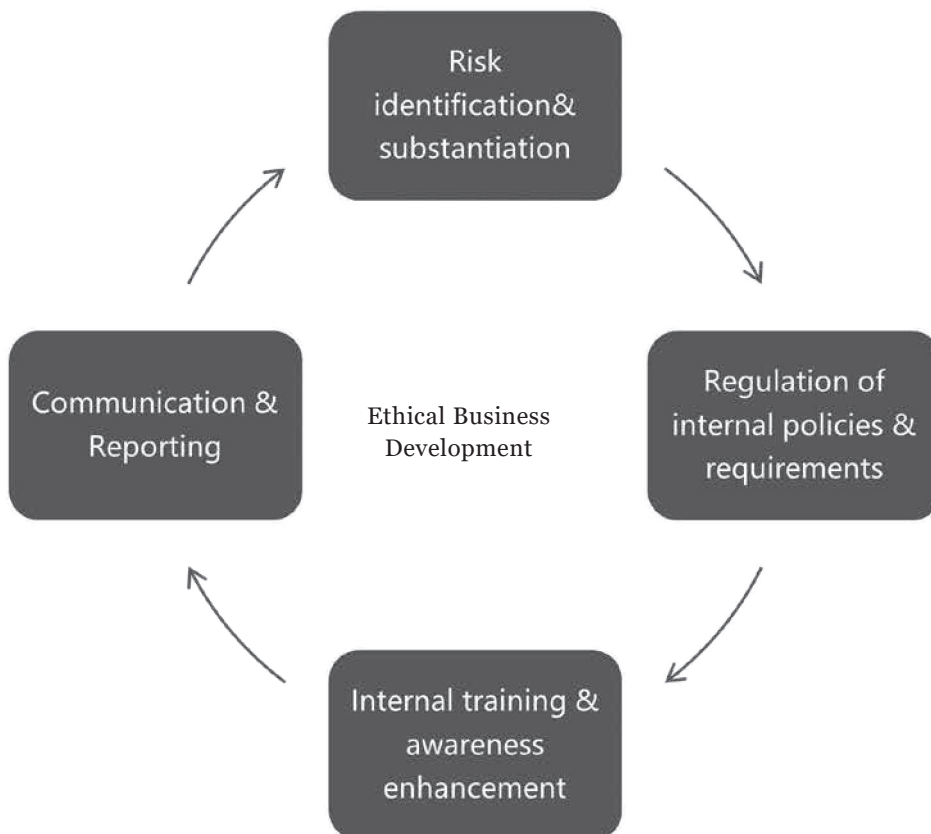 Risk
identification&
substantiation
Communication &
Reporting
Ethical Business
Development
Regulation of
internal policies &
requirements
Internal training &
awareness
enhancement